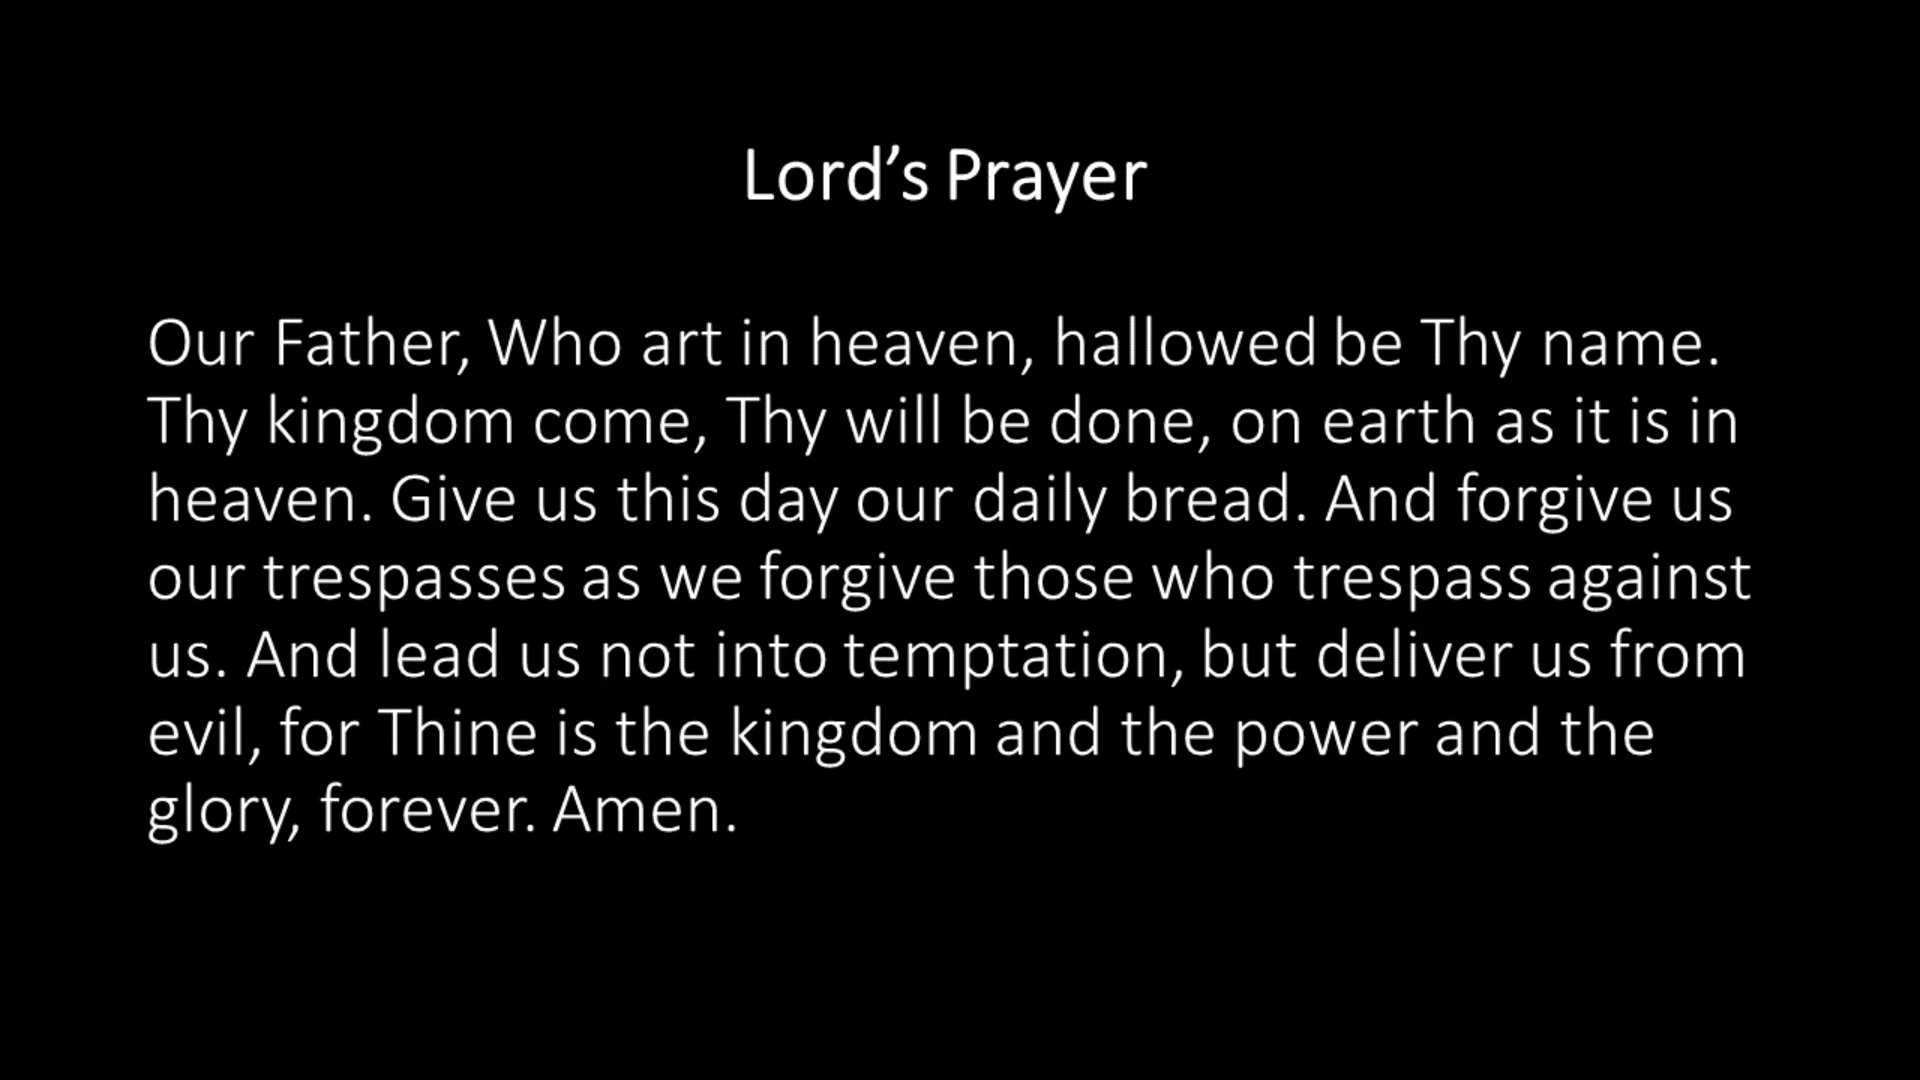 Lord’s Prayer
Our Father, Who art in heaven, hallowed be Thy name.
Thy kingdom come, Thy will be done, on earth as it is in
heaven. Give us this day our daily bread. And forgive us
our trespasses as we forgive those who trespass against
us. And lead us not into temptation, but deliver us from
evil, for Thine is the kingdom and the power and the
glory, forever. Amen.